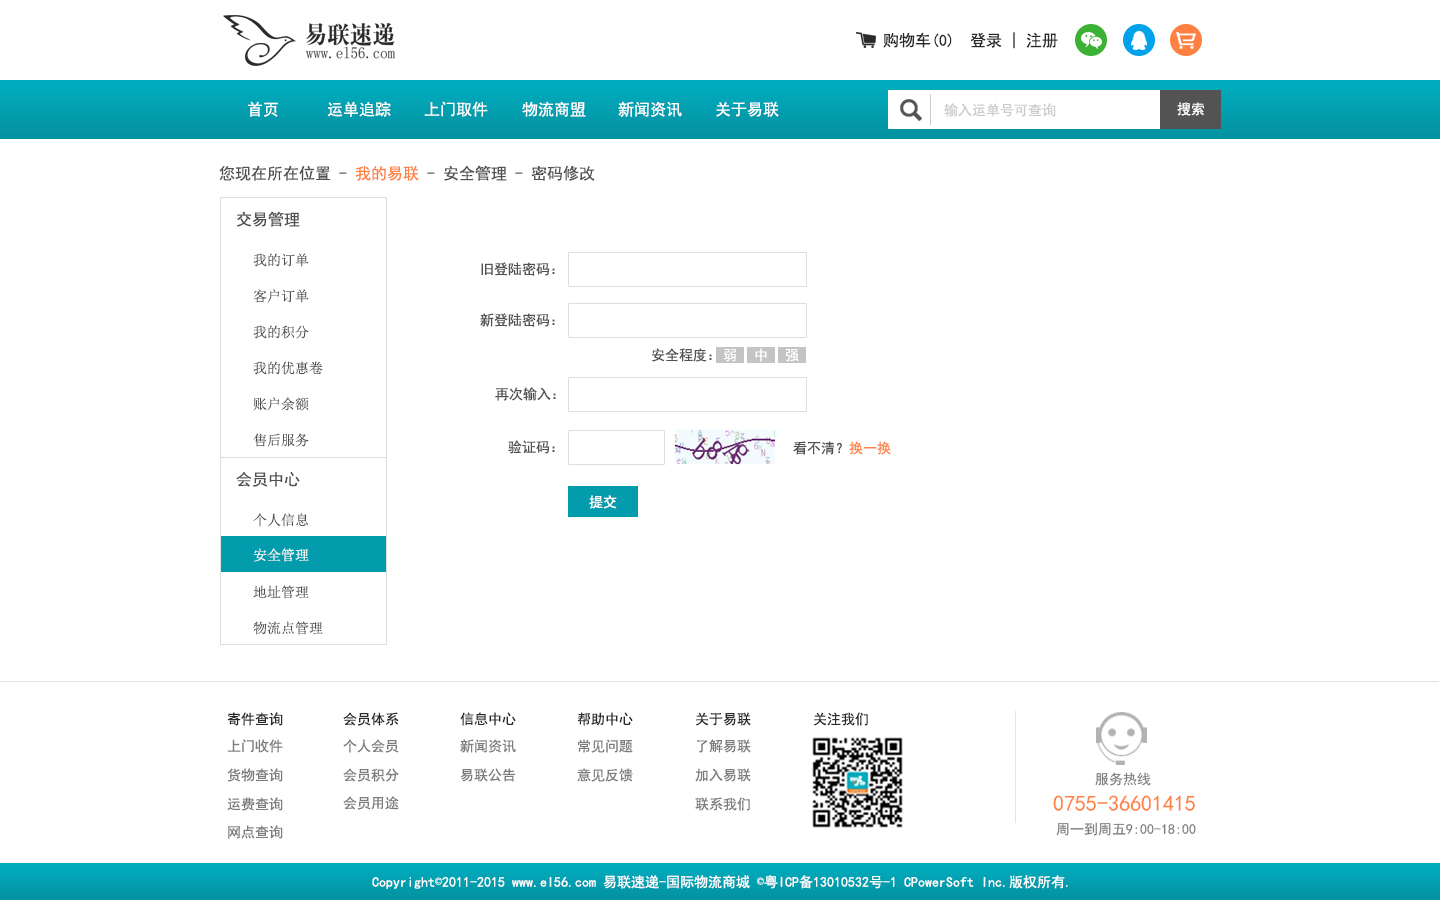 易联速递
www.el56.com
购物车(0) 登录 | 注册
首页 运单追踪 上门取件 物流商盟 新闻资讯 关于易联 输入运单号可查询 搜索
您现在所在位置 - 我的易联 - 安全管理 - 密码修改
交易管理
我的订单
客户订单
我的积分
我的优惠卷
账户余额
售后服务
会员中心
个人信息
安全管理
地址管理
物流点管理
旧登陆密码：
新登陆密码：
安全程度：弱 中 强
再次输入：
验证码： 看不清？换一换
提交
寄件查询
上门收件
货物查询
运费查询
网点查询
会员体系
个人会员
会员积分
会员用途
信息中心
新闻资讯
易联公告
帮助中心
常见问题
意见反馈
关于易联
了解易联
加入易联
联系我们
关注我们
服务热线
0755-36601415
周一到周五9:00-18:00
Copyright©2011-2015 www.el56.com 易联速递-国际物流商城 ©粤ICP备13010532号-1 CPowerSoft Inc.版权所有.